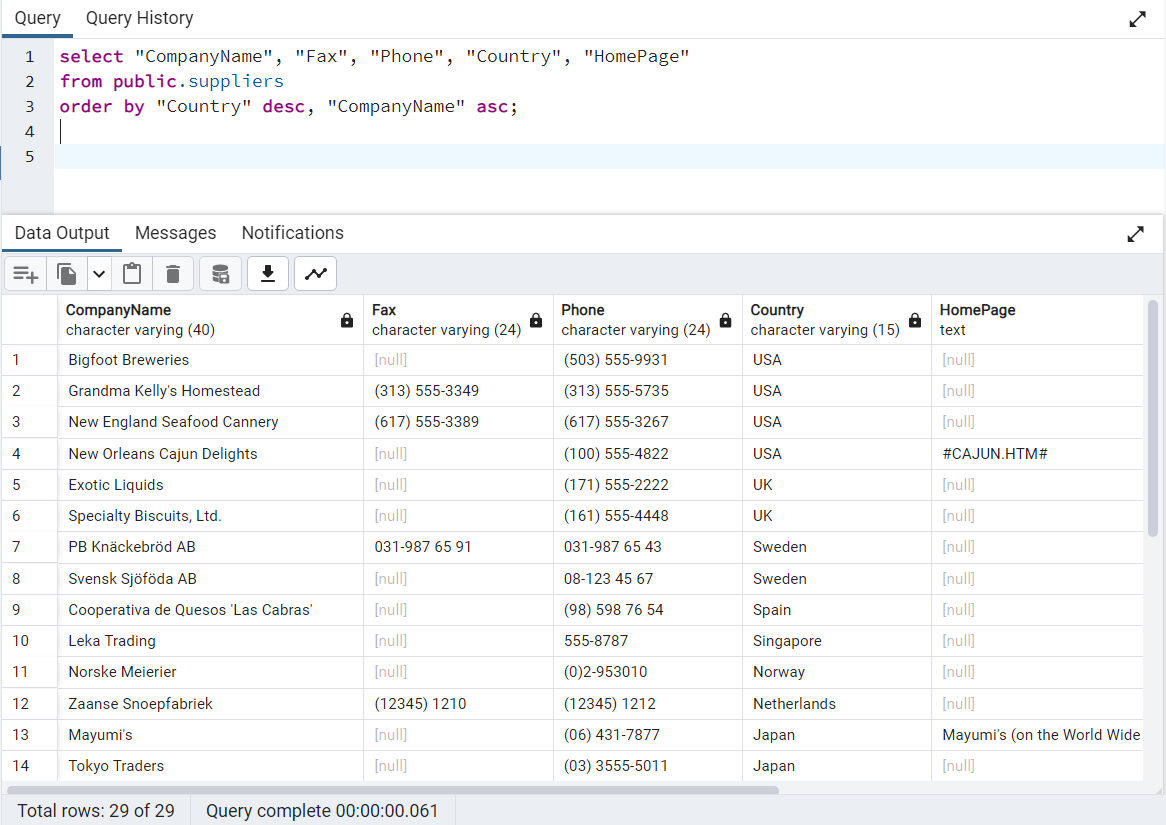 Query Query History
1 select "CompanyName", "Fax", "Phone", "Country", "HomePage"
2 from public.suppliers
3 order by "Country" desc, "CompanyName" asc;
4
5
Data Output Messages Notifications
CompanyName Fax Phone Country HomePage
character varying (40) character varying (24) character varying (24) character varying (15) text
1 Bigfoot Breweries [null] (503) 555-9931 USA [null]
2 Grandma Kelly's Homestead (313) 555-3349 (313) 555-5735 USA [null]
3 New England Seafood Cannery (617) 555-3389 (617) 555-3267 USA [null]
4 New Orleans Cajun Delights [null] (100) 555-4822 USA #CAJUN.HTM#
5 Exotic Liquids [null] (171) 555-2222 UK [null]
6 Specialty Biscuits, Ltd. [null] (161) 555-4448 UK [null]
7 PB Knäckebröd AB 031-987 65 91 031-987 65 43 Sweden [null]
8 Svensk Sjöföda AB [null] 08-123 45 67 Sweden [null]
9 Cooperativa de Quesos 'Las Cabras' [null] (98) 598 76 54 Spain [null]
10 Leka Trading [null] 555-8787 Singapore [null]
11 Norske Meierier [null] (0)2-953010 Norway [null]
12 Zaanse Snoepfabriek (12345) 1210 (12345) 1212 Netherlands [null]
13 Mayumi's [null] (06) 431-7877 Japan Mayumi's (on the World Wide
14 Tokyo Traders [null] (03) 3555-5011 Japan [null]
Total rows: 29 of 29 Query complete 00:00:00.061